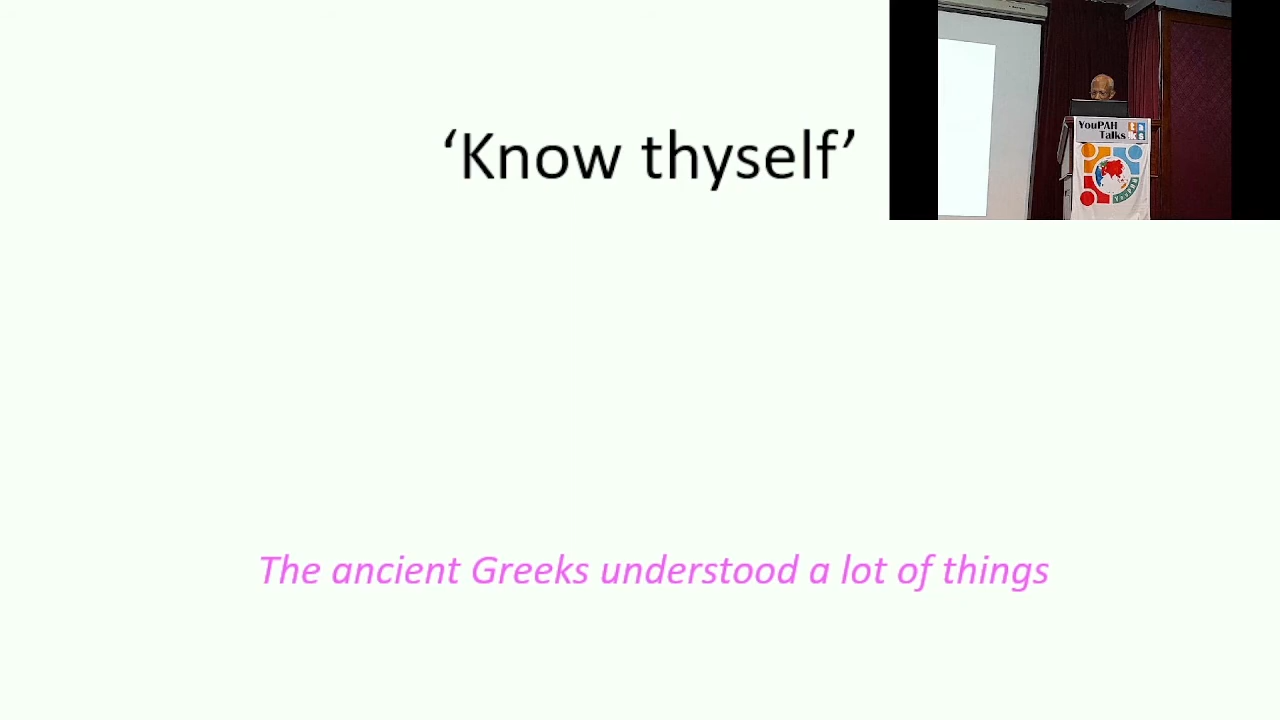 ‘Know thyself’
YouPAH
Talks
The ancient Greeks understood a lot of things